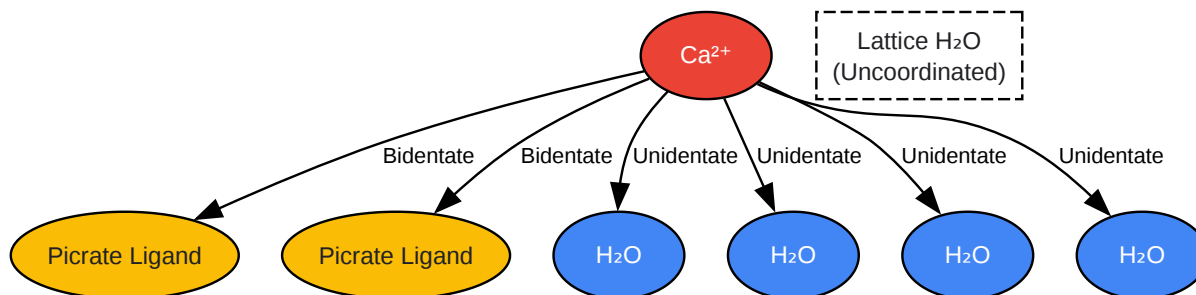 Ca²⁺
Lattice H₂O
(Uncoordinated)
Bidentate
Bidentate
Unidentate
Unidentate
Unidentate
Unidentate
Picrate Ligand
Picrate Ligand
H₂O
H₂O
H₂O
H₂O